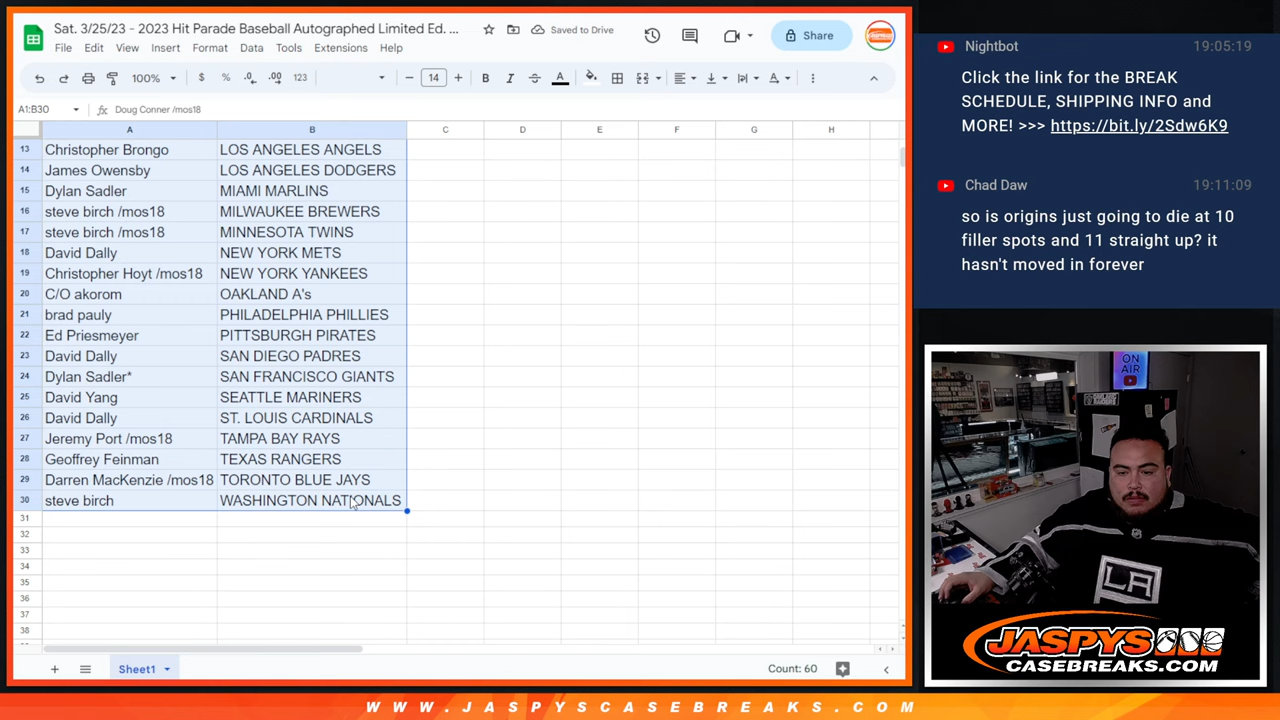 Sat. 3/25/23 - 2023 Hit Parade Baseball Autographed Limited Ed. ...
Saved to Drive
Share
File Edit View Insert Format Data Tools Extensions Help
100% $ % .0 .00 123 14 B I A
A1:B30 fx Doug Conner /mos18
A B C D E F G H
13 Christopher Brongo LOS ANGELES ANGELS
14 James Owensby LOS ANGELES DODGERS
15 Dylan Sadler MIAMI MARLINS
16 steve birch /mos18 MILWAUKEE BREWERS
17 steve birch /mos18 MINNESOTA TWINS
18 David Dally NEW YORK METS
19 Christopher Hoyt /mos18 NEW YORK YANKEES
20 C/O akorom OAKLAND A's
21 brad pauly PHILADELPHIA PHILLIES
22 Ed Priesmeyer PITTSBURGH PIRATES
23 David Dally SAN DIEGO PADRES
24 Dylan Sadler* SAN FRANCISCO GIANTS
25 David Yang SEATTLE MARINERS
26 David Dally ST. LOUIS CARDINALS
27 Jeremy Port /mos18 TAMPA BAY RAYS
28 Geoffrey Feinman TEXAS RANGERS
29 Darren MacKenzie /mos18 TORONTO BLUE JAYS
30 steve birch WASHINGTON NATIONALS
31
32
33
34
35
36
37
38
Sheet1
Count: 60
Nightbot 19:05:19
Click the link for the BREAK
SCHEDULE, SHIPPING INFO and
MORE! >>> https://bit.ly/2Sdw6K9
Chad Daw 19:11:09
so is origins just going to die at 10
filler spots and 11 straight up? it
hasn't moved in forever
ON
AIR
LA
JASPYS
CASEBREAKS.COM
WWW.JASPYSCASEBREAKS.COM